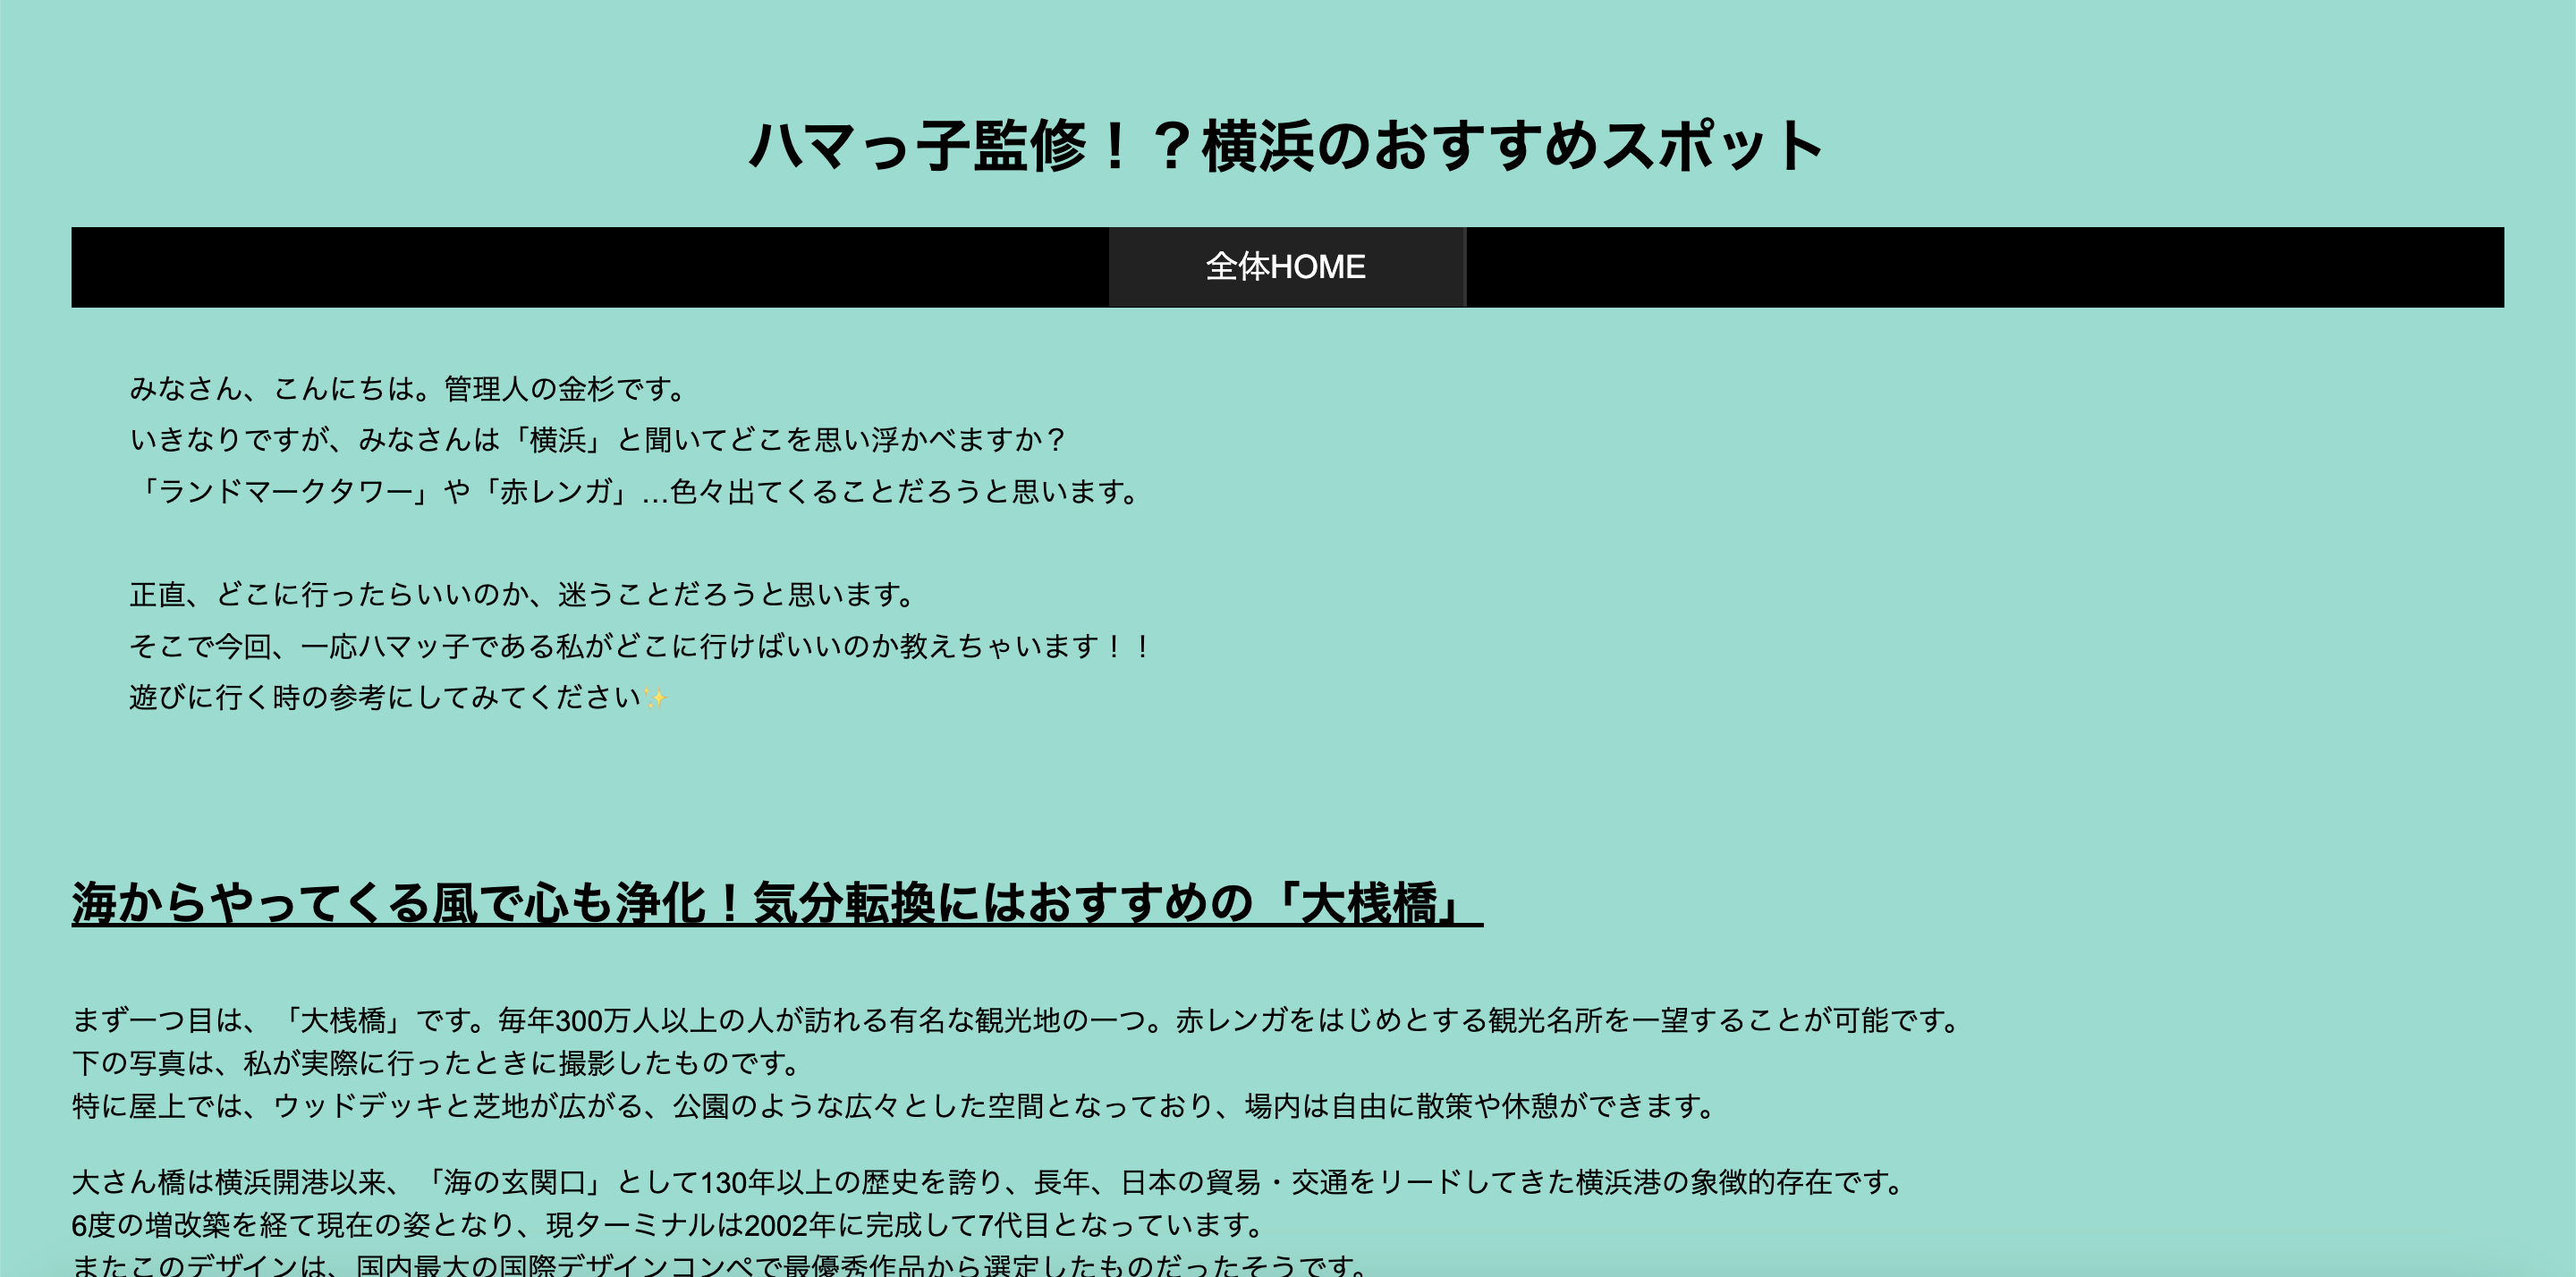 ハマっ子監修！？横浜のおすすめスポット
全体HOME
みなさん、こんにちは。管理人の金杉です。
いきなりですが、みなさんは「横浜」と聞いてどこを思い浮かべますか？
「ランドマークタワー」や「赤レンガ」…色々出てくることだろうと思います。
正直、どこに行ったらいいのか、迷うことだろうと思います。
そこで今回、一応ハマッ子である私がどこに行けばいいのか教えちゃいます！！
遊びに行く時の参考にしてみてください✨
海からやってくる風で心も浄化！気分転換にはおすすめの「大桟橋」
まず一つ目は、「大桟橋」です。毎年300万人以上の人が訪れる有名な観光地の一つ。赤レンガをはじめとする観光名所を一望することが可能です。
下の写真は、私が実際に行ったときに撮影したものです。
特に屋上では、ウッドデッキと芝地が広がる、公園のような広々とした空間となっており、場内は自由に散策や休憩ができます。
大さん橋は横浜開港以来、「海の玄関口」として130年以上の歴史を誇り、長年、日本の貿易・交通をリードしてきた横浜港の象徴的存在です。
6度の増改築を経て現在の姿となり、現ターミナルは2002年に完成して7代目となっています。
またこのデザインは、国内最大の国際デザインコンペで最優秀作品から選定したものだったそうです。